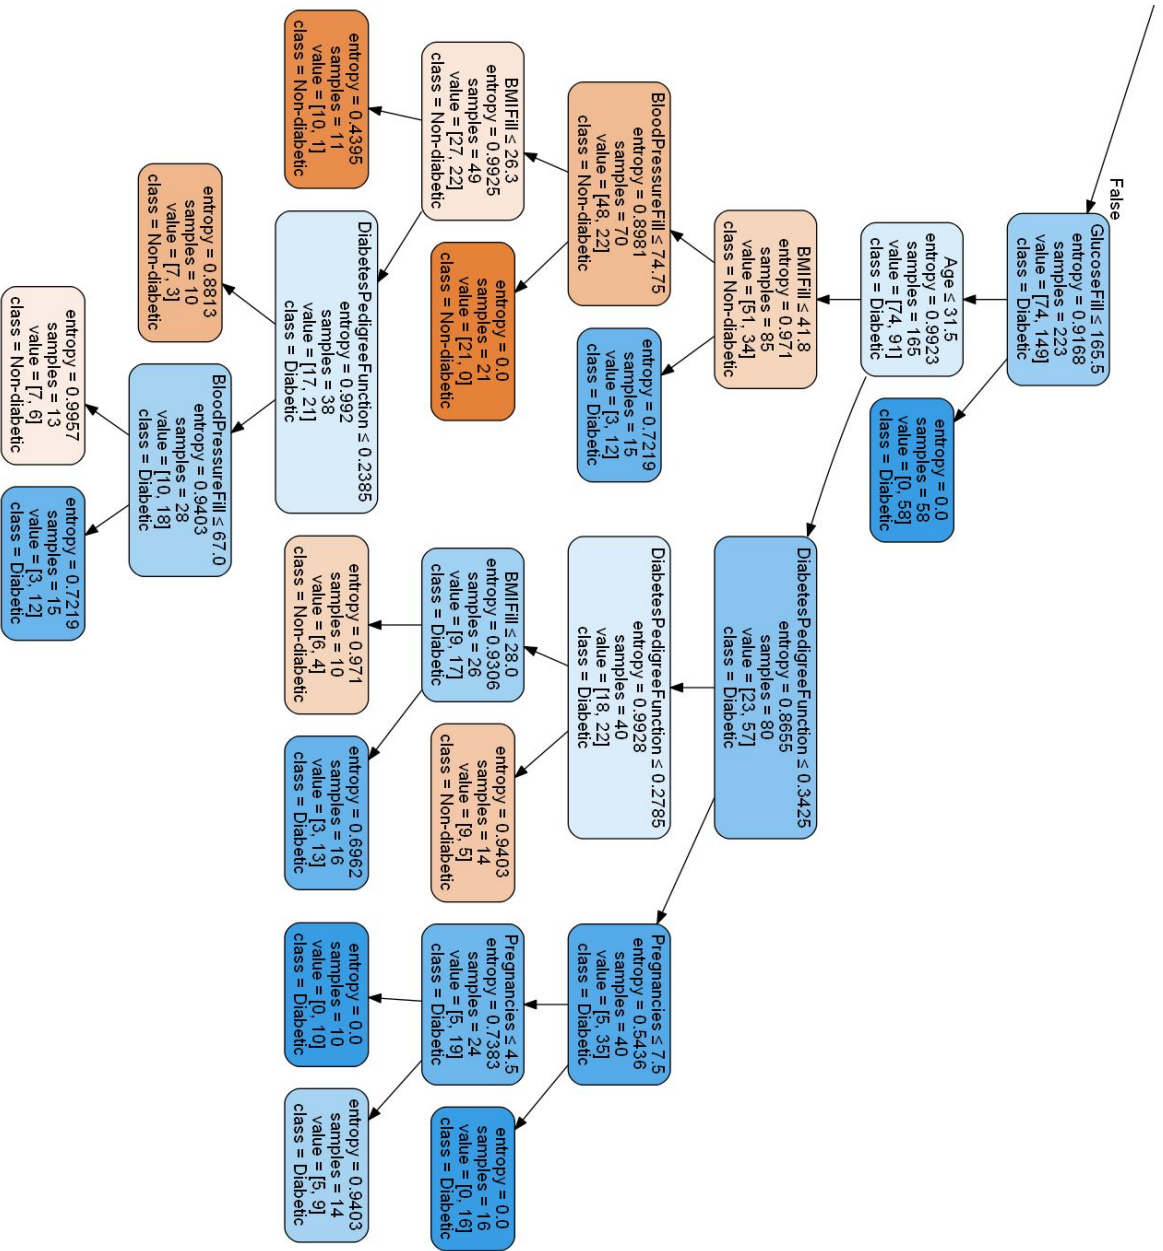 False
GlucoseFill ≤ 165.5
entropy = 0.9168
samples = 223
value = [74, 149]
class = Diabetic
Age ≤ 31.5
entropy = 0.9923
samples = 165
value = [74, 91]
class = Diabetic
entropy = 0.0
samples = 58
value = [0, 58]
class = Diabetic
BMIFill ≤ 41.8
entropy = 0.971
samples = 85
value = [51, 34]
class = Non-diabetic
DiabetesPedigreeFunction ≤ 0.3425
entropy = 0.8655
samples = 80
value = [23, 57]
class = Diabetic
BloodPressureFill ≤ 74.75
entropy = 0.8981
samples = 70
value = [48, 22]
class = Non-diabetic
entropy = 0.7219
samples = 15
value = [3, 12]
class = Diabetic
DiabetesPedigreeFunction ≤ 0.2785
entropy = 0.9928
samples = 40
value = [18, 22]
class = Diabetic
Pregnancies ≤ 7.5
entropy = 0.5436
samples = 40
value = [5, 35]
class = Diabetic
BMIFill ≤ 26.3
entropy = 0.9925
samples = 49
value = [27, 22]
class = Non-diabetic
entropy = 0.0
samples = 21
value = [21, 0]
class = Non-diabetic
BMIFill ≤ 28.0
entropy = 0.9306
samples = 26
value = [9, 17]
class = Diabetic
entropy = 0.9403
samples = 14
value = [9, 5]
class = Non-diabetic
Pregnancies ≤ 4.5
entropy = 0.7383
samples = 24
value = [5, 19]
class = Diabetic
entropy = 0.0
samples = 16
value = [0, 16]
class = Diabetic
entropy = 0.4395
samples = 11
value = [10, 1]
class = Non-diabetic
DiabetesPedigreeFunction ≤ 0.2385
entropy = 0.992
samples = 38
value = [17, 21]
class = Diabetic
entropy = 0.971
samples = 10
value = [6, 4]
class = Non-diabetic
entropy = 0.6962
samples = 16
value = [3, 13]
class = Diabetic
entropy = 0.0
samples = 10
value = [0, 10]
class = Diabetic
entropy = 0.9403
samples = 14
value = [5, 9]
class = Diabetic
entropy = 0.8813
samples = 10
value = [7, 3]
class = Non-diabetic
BloodPressureFill ≤ 67.0
entropy = 0.9403
samples = 28
value = [10, 18]
class = Diabetic
entropy = 0.9957
samples = 13
value = [7, 6]
class = Non-diabetic
entropy = 0.7219
samples = 15
value = [3, 12]
class = Diabetic